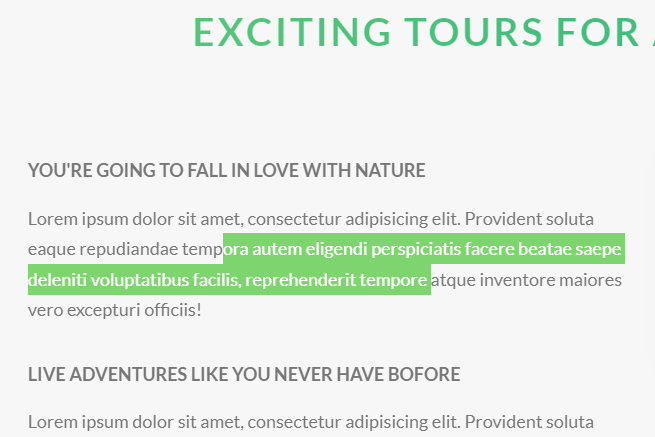 EXCITING TOURS FOR
YOU'RE GOING TO FALL IN LOVE WITH NATURE
Lorem ipsum dolor sit amet, consectetur adipisicing elit. Provident soluta
eaque repudiandae tempora autem eligendi perspiciatis facere beatae saepe
deleniti voluptatibus facilis, reprehenderit tempore atque inventore maiores
vero excepturi officiis!
LIVE ADVENTURES LIKE YOU NEVER HAVE BOFORE
Lorem ipsum dolor sit amet, consectetur adipisicing elit. Provident soluta